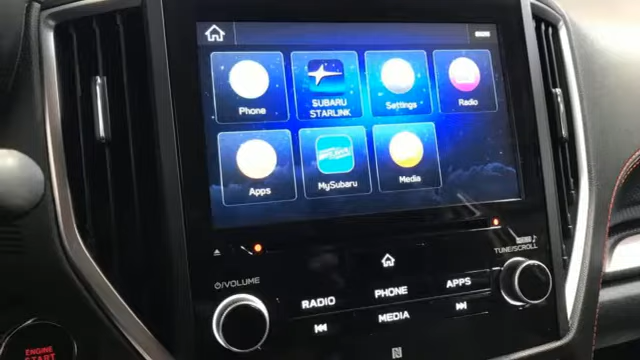 Phone
SUBARU
STARLINK
Settings
Radio
Apps
MySubaru
Media
⏻/VOLUME
TUNE/SCROLL
RADIO
PHONE
APPS
MEDIA
ENGINE
START